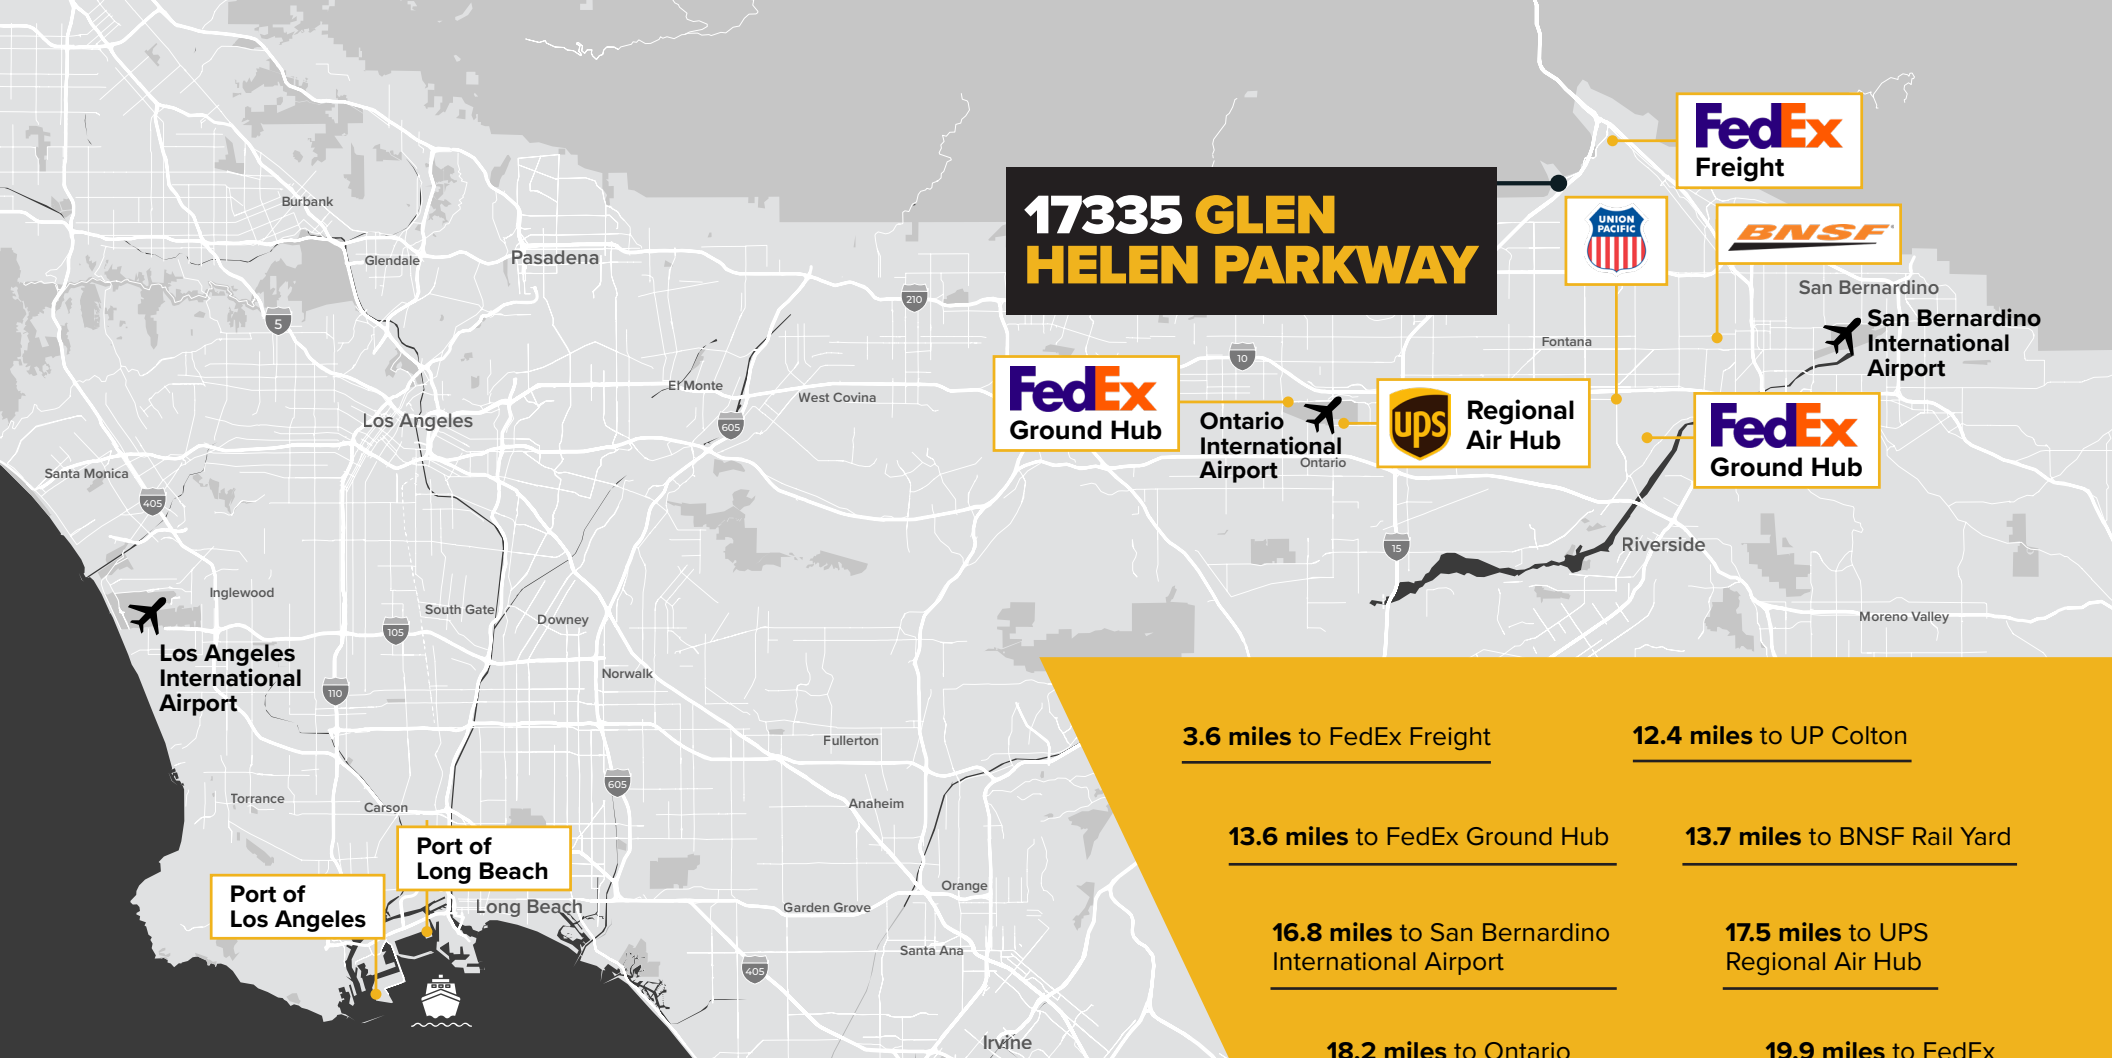 FedEx
Freight
17335 GLEN
HELEN PARKWAY
UNION
PACIFIC
BNSF
Burbank
Glendale
Pasadena
San Bernardino
210
5
San Bernardino
International
Airport
Fontana
10
El Monte
West Covina
FedEx
Ground Hub
Ontario
International
Airport
Ontario
ups
Regional
Air Hub
FedEx
Ground Hub
Los Angeles
605
Santa Monica
405
15
Riverside
Inglewood
South Gate
Downey
Moreno Valley
105
Los Angeles
International
Airport
Norwalk
110
Fullerton
605
Torrance
Carson
Anaheim
Port of
Long Beach
Port of
Los Angeles
Long Beach
Orange
Garden Grove
Santa Ana
405
Irvine
3.6 miles to FedEx Freight
12.4 miles to UP Colton
13.6 miles to FedEx Ground Hub
13.7 miles to BNSF Rail Yard
16.8 miles to San Bernardino
International Airport
17.5 miles to UPS
Regional Air Hub
18.2 miles to Ontario
19.9 miles to FedEx